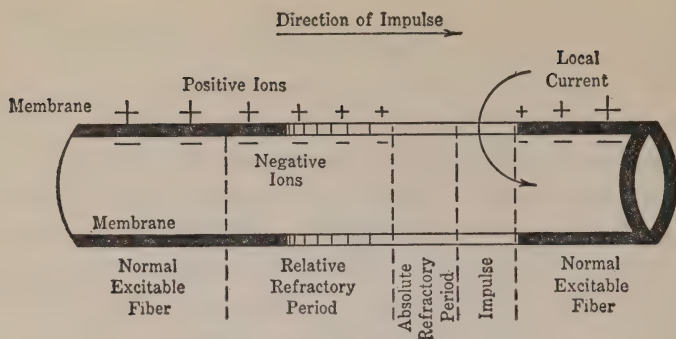 Direction of Impulse
Local
Current
Positive Ions
Membrane
+ + + + + + + + +
— — — — — — — — —
Negative
Ions
Membrane
Normal
Excitable
Fiber
Relative
Refractory
Period
Absolute
Refractory
Period
Impulse
Normal
Excitable
Fiber